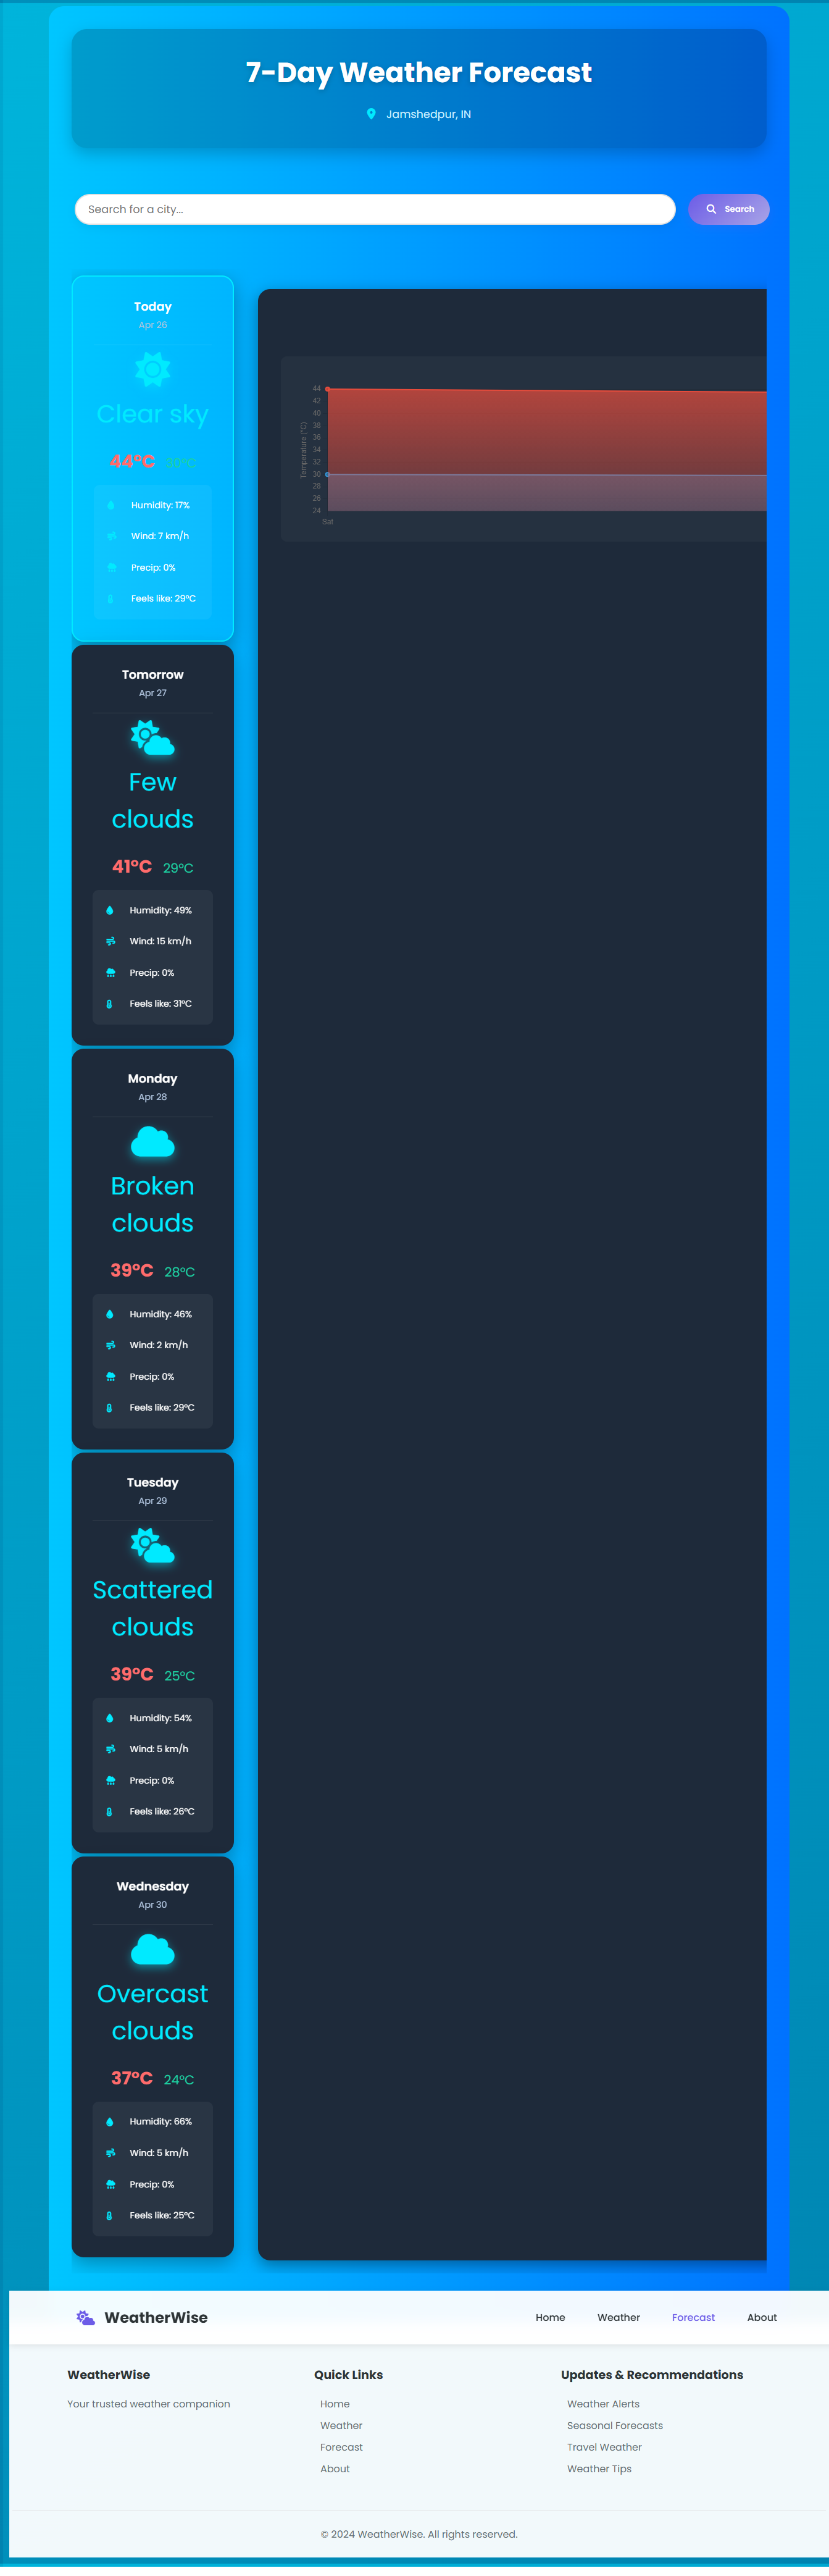 7-Day Weather Forecast
Jamshedpur, IN
Search for a city...
Search
Today
Apr 26
Clear sky
44°C 30°C
Humidity: 17%
Wind: 7 km/h
Precip: 0%
Feels like: 29°C
44
42
40
38
36
34
32
30
28
26
24
Temperature (°C)
Sat
Tomorrow
Apr 27
Few
clouds
41°C 29°C
Humidity: 49%
Wind: 15 km/h
Precip: 0%
Feels like: 31°C
Monday
Apr 28
Broken
clouds
39°C 28°C
Humidity: 46%
Wind: 2 km/h
Precip: 0%
Feels like: 29°C
Tuesday
Apr 29
Scattered
clouds
39°C 25°C
Humidity: 54%
Wind: 5 km/h
Precip: 0%
Feels like: 26°C
Wednesday
Apr 30
Overcast
clouds
37°C 24°C
Humidity: 66%
Wind: 5 km/h
Precip: 0%
Feels like: 25°C
WeatherWise
Home Weather Forecast About
WeatherWise
Your trusted weather companion
Quick Links
Home
Weather
Forecast
About
Updates & Recommendations
Weather Alerts
Seasonal Forecasts
Travel Weather
Weather Tips
© 2024 WeatherWise. All rights reserved.